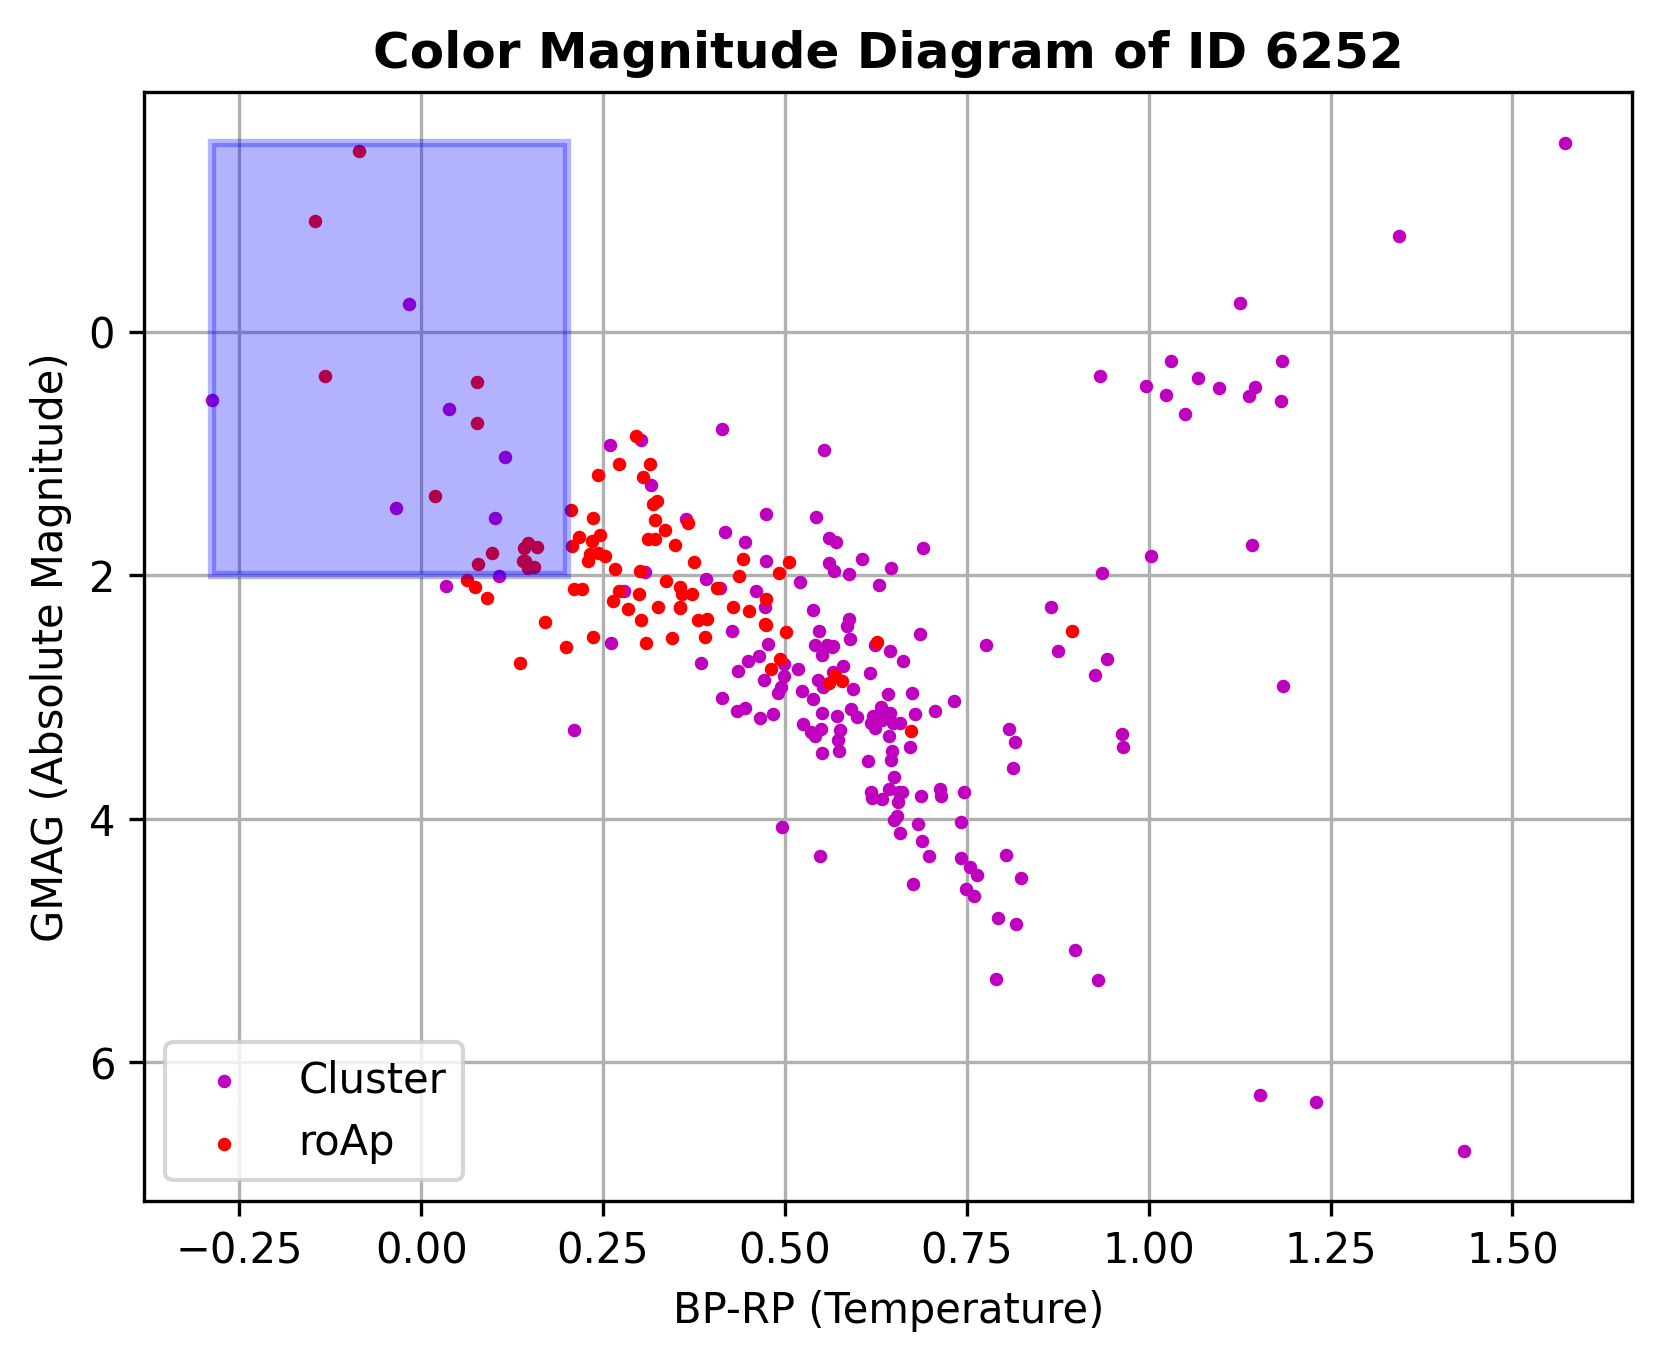 Color Magnitude Diagram of ID 6252
GMAG (Absolute Magnitude)
0
2
4
6
Cluster
roAp
−0.25 0.00 0.25 0.50 0.75 1.00 1.25 1.50
BP-RP (Temperature)